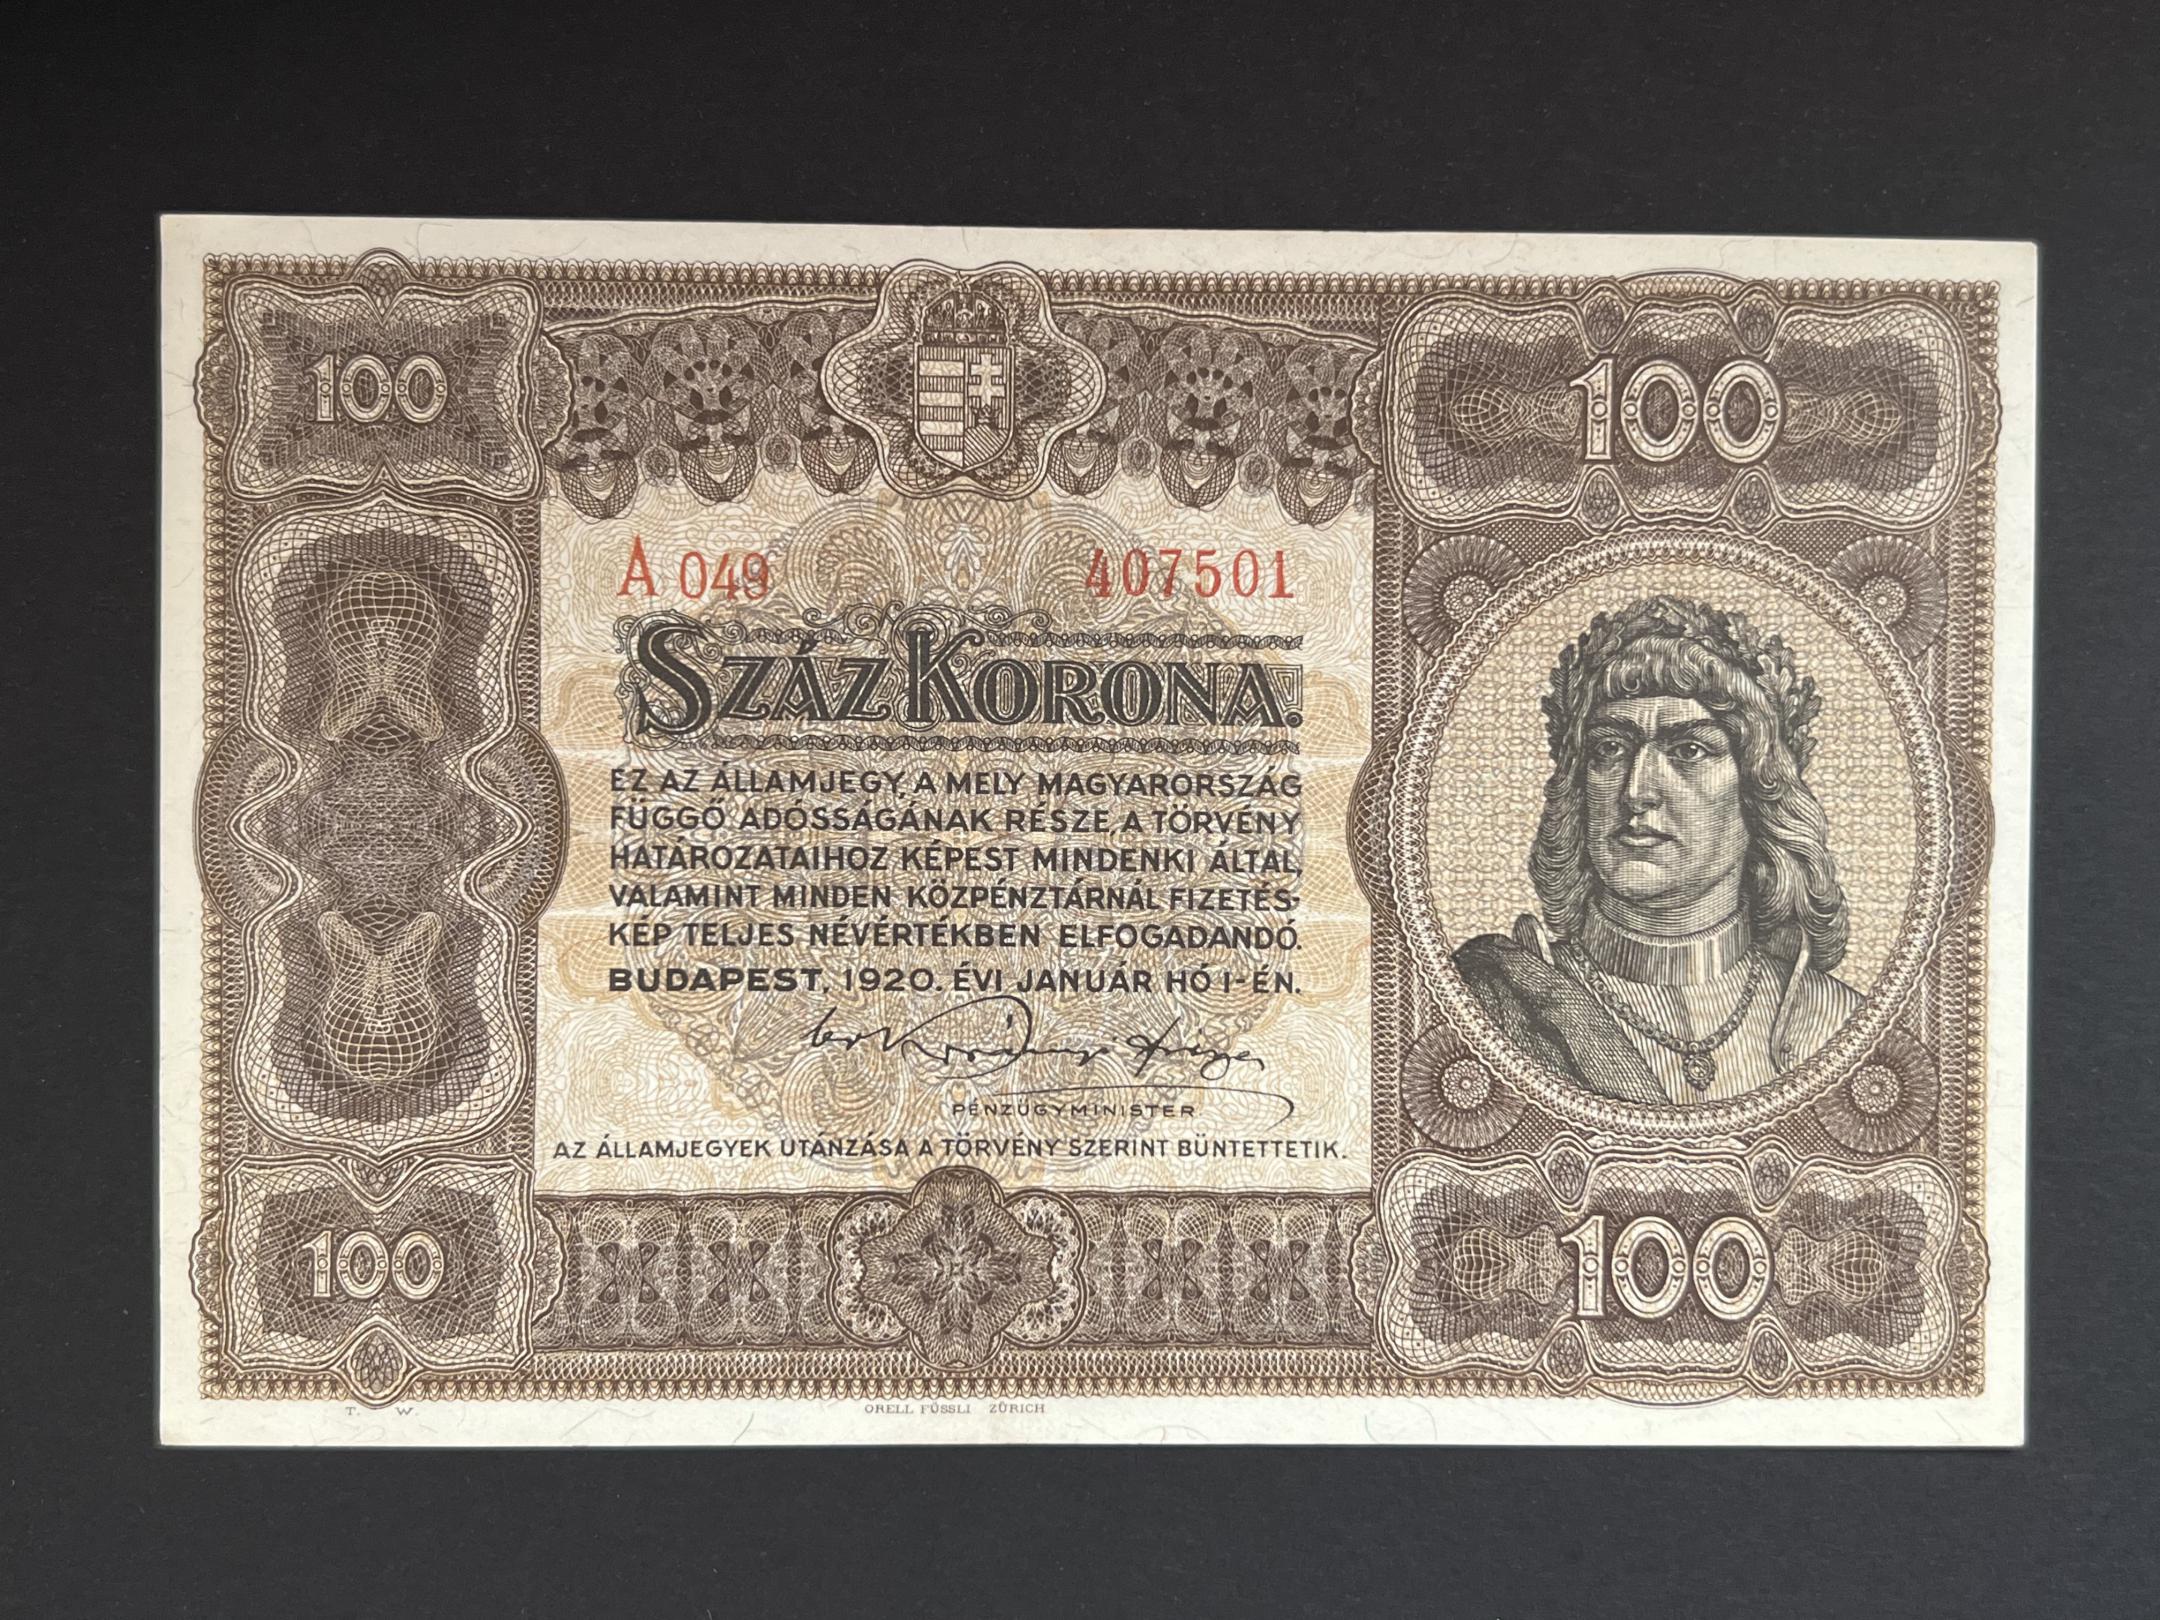 100
100
A 049 407501
SZÁZ KORONA.
EZ AZ ÁLLAMJEGY, A MELY MAGYARORSZÁG
FÜGGŐ ADÓSSÁGÁNAK RÉSZE, A TÖRVÉNY
HATÁROZATAIHOZ KÉPEST MINDENKI ÁLTAL,
VALAMINT MINDEN KÖZPÉNZTÁRNÁL FIZETÉS-
KÉP TELJES NÉVÉRTÉKBEN ELFOGADANDÓ.
BUDAPEST, 1920. ÉVI JANUÁR HÓ 1-ÉN.
PÉNZÜGYMINISTER
AZ ÁLLAMJEGYEK UTÁNZÁSA A TÖRVÉNY SZERINT BÜNTETTETIK.
100
100
T. W.
ORELL FÜSSLI ZÜRICH